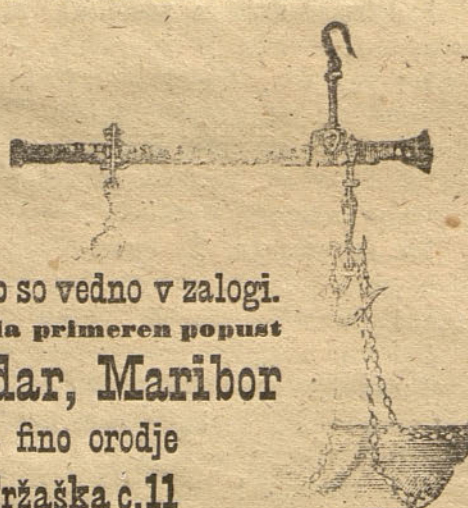 so vedno v zalogi.
primeren popust
dar, Maribor
fino orodje
ržaška c. 11